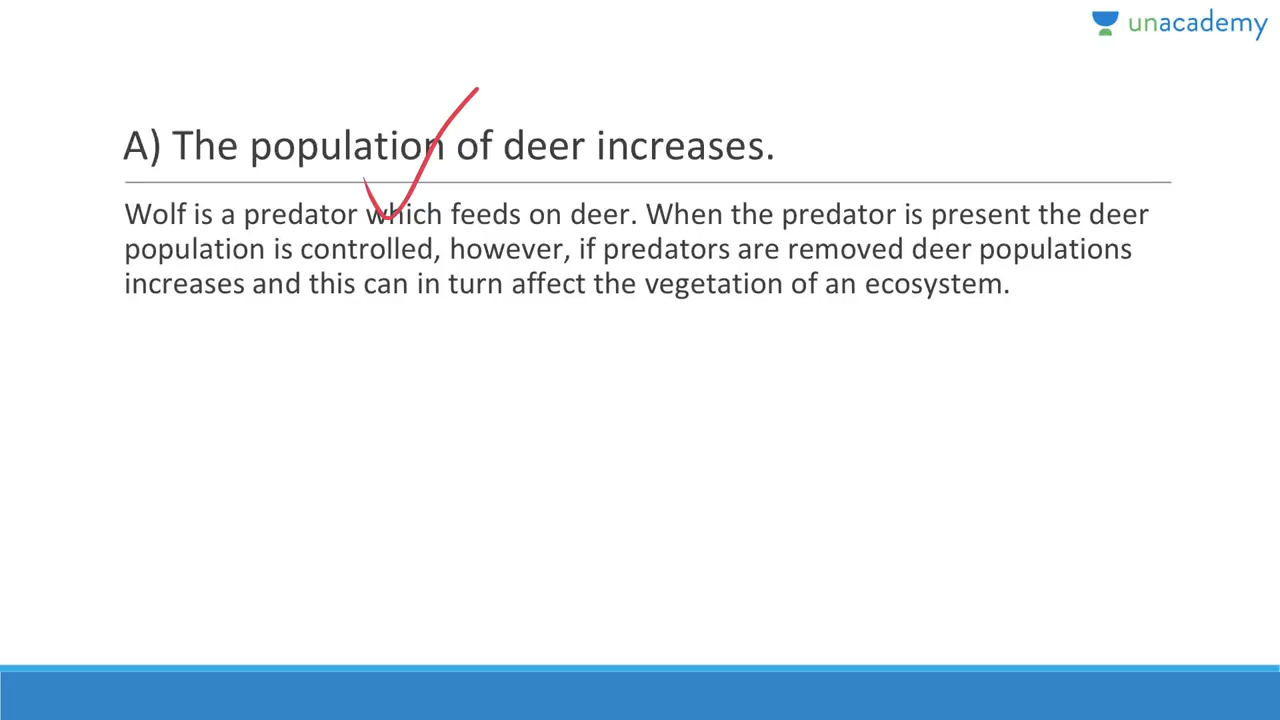 unacademy
A) The population of deer increases.
Wolf is a predator which feeds on deer. When the predator is present the deer
population is controlled, however, if predators are removed deer populations
increases and this can in turn affect the vegetation of an ecosystem.